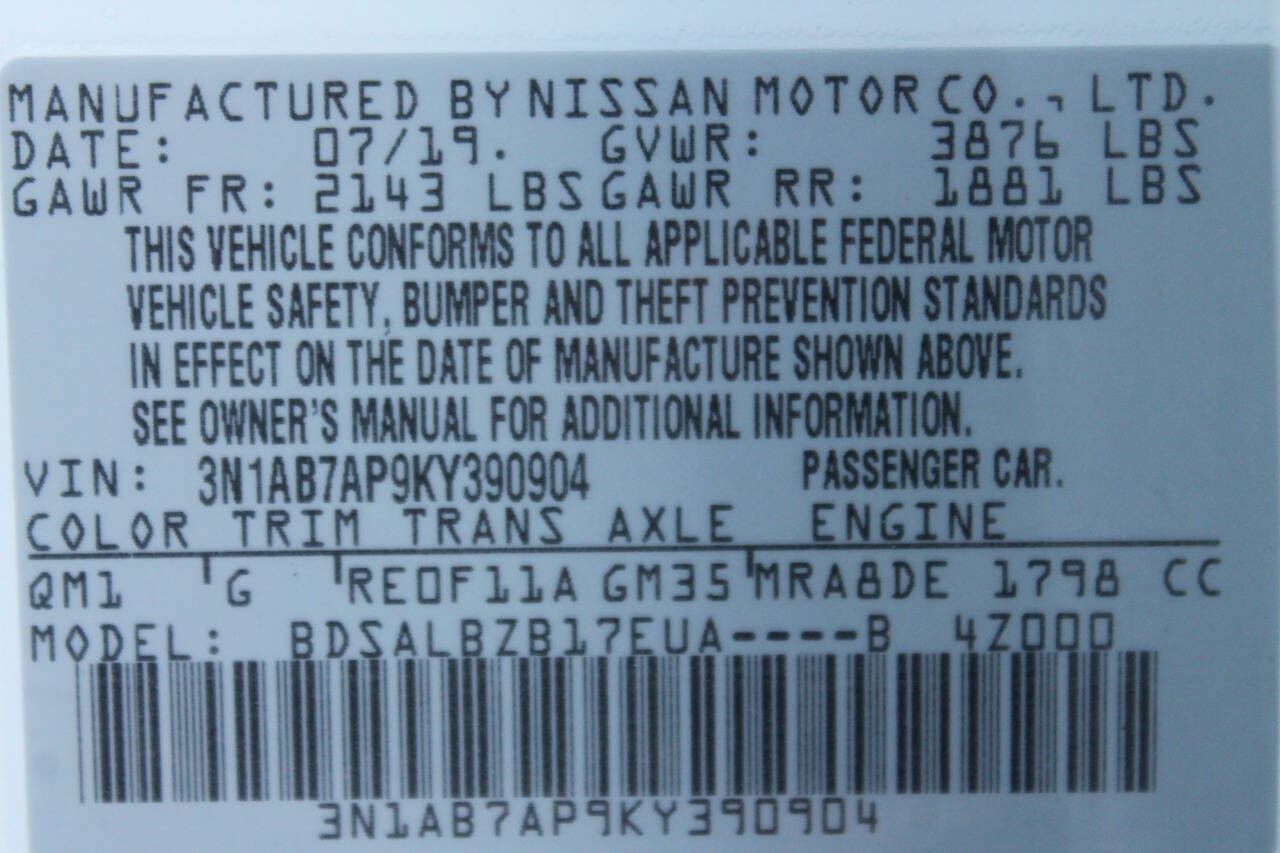 MANUFACTURED BY NISSAN MOTOR CO., LTD.
DATE: 07/19. GVWR: 3876 LBS
GAWR FR: 2143 LBS GAWR RR: 1881 LBS
THIS VEHICLE CONFORMS TO ALL APPLICABLE FEDERAL MOTOR
VEHICLE SAFETY, BUMPER AND THEFT PREVENTION STANDARDS
IN EFFECT ON THE DATE OF MANUFACTURE SHOWN ABOVE.
SEE OWNER'S MANUAL FOR ADDITIONAL INFORMATION.
VIN: 3N1AB7AP9KY390904 PASSENGER CAR.
COLOR TRIM TRANS AXLE ENGINE
QM1 G RE0F11A GM35 MRA8DE 1798 CC
MODEL: BDSALBZB17EUA----B 4Z000
3N1AB7AP9KY390904